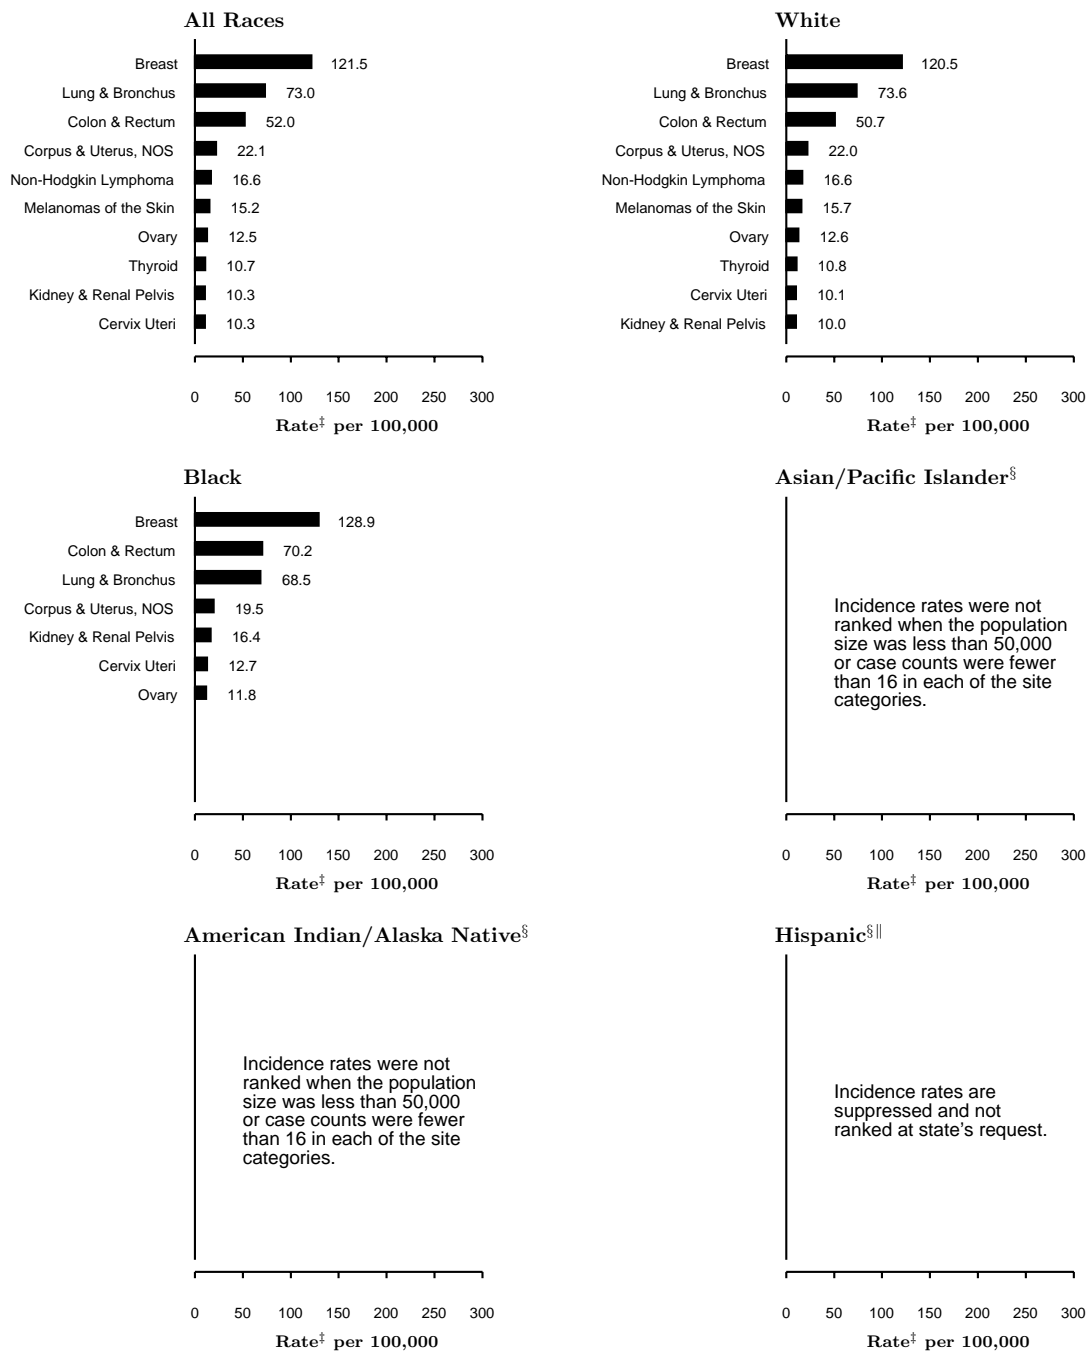 All Races
Breast 121.5
Lung & Bronchus 73.0
Colon & Rectum 52.0
Corpus & Uterus, NOS 22.1
Non-Hodgkin Lymphoma 16.6
Melanomas of the Skin 15.2
Ovary 12.5
Thyroid 10.7
Kidney & Renal Pelvis 10.3
Cervix Uteri 10.3
0 50 100 150 200 250 300
Rate‡ per 100,000
White
Breast 120.5
Lung & Bronchus 73.6
Colon & Rectum 50.7
Corpus & Uterus, NOS 22.0
Non-Hodgkin Lymphoma 16.6
Melanomas of the Skin 15.7
Ovary 12.6
Thyroid 10.8
Cervix Uteri 10.1
Kidney & Renal Pelvis 10.0
0 50 100 150 200 250 300
Rate‡ per 100,000
Black
Breast 128.9
Colon & Rectum 70.2
Lung & Bronchus 68.5
Corpus & Uterus, NOS 19.5
Kidney & Renal Pelvis 16.4
Cervix Uteri 12.7
Ovary 11.8
0 50 100 150 200 250 300
Rate‡ per 100,000
Asian/Pacific Islander§
Incidence rates were not
ranked when the population
size was less than 50,000
or case counts were fewer
than 16 in each of the site
categories.
0 50 100 150 200 250 300
Rate‡ per 100,000
American Indian/Alaska Native§
Incidence rates were not
ranked when the population
size was less than 50,000
or case counts were fewer
than 16 in each of the site
categories.
0 50 100 150 200 250 300
Rate‡ per 100,000
Hispanic§‖
Incidence rates are
suppressed and not
ranked at state's request.
0 50 100 150 200 250 300
Rate‡ per 100,000